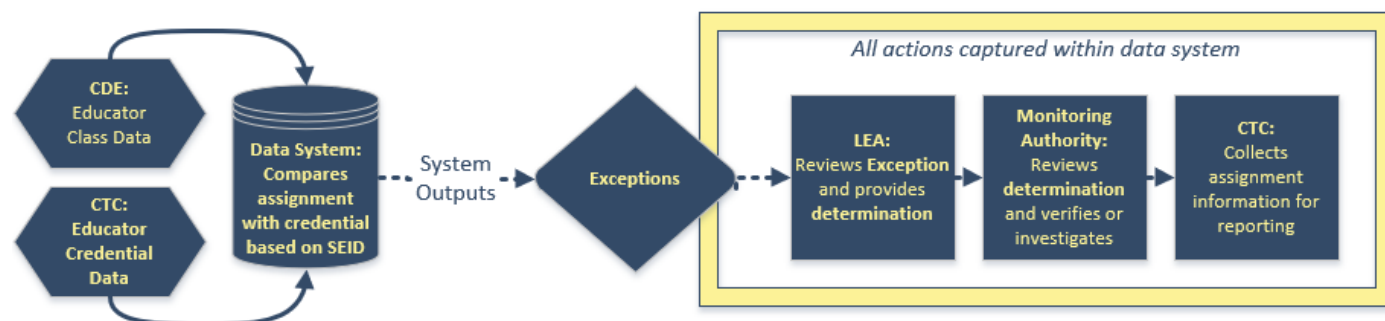 CDE:
Educator
Class Data
CTC:
Educator
Credential
Data
Data System:
Compares
assignment
with credential
based on SEID
System
Outputs
Exceptions
All actions captured within data system
LEA:
Reviews Exception
and provides
determination
Monitoring
Authority:
Reviews
determination
and verifies or
investigates
CTC:
Collects
assignment
information for
reporting